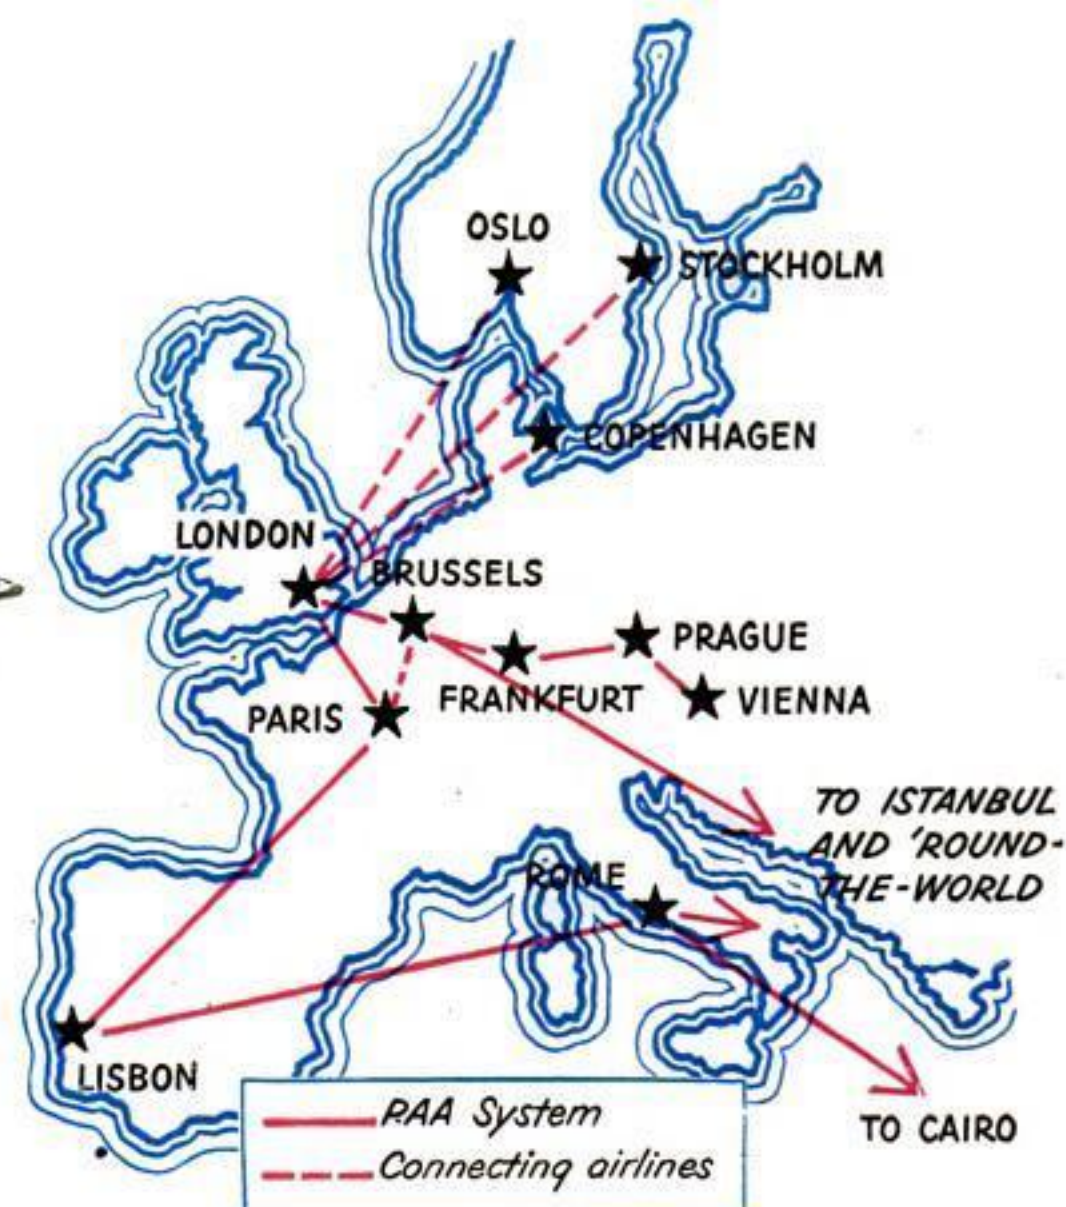 OSLO
STOCKHOLM
COPENHAGEN
LONDON
BRUSSELS
PRAGUE
FRANKFURT
VIENNA
PARIS
TO ISTANBUL
AND 'ROUND-
THE-WORLD
ROME
LISBON
TO CAIRO
PAA System
Connecting airlines